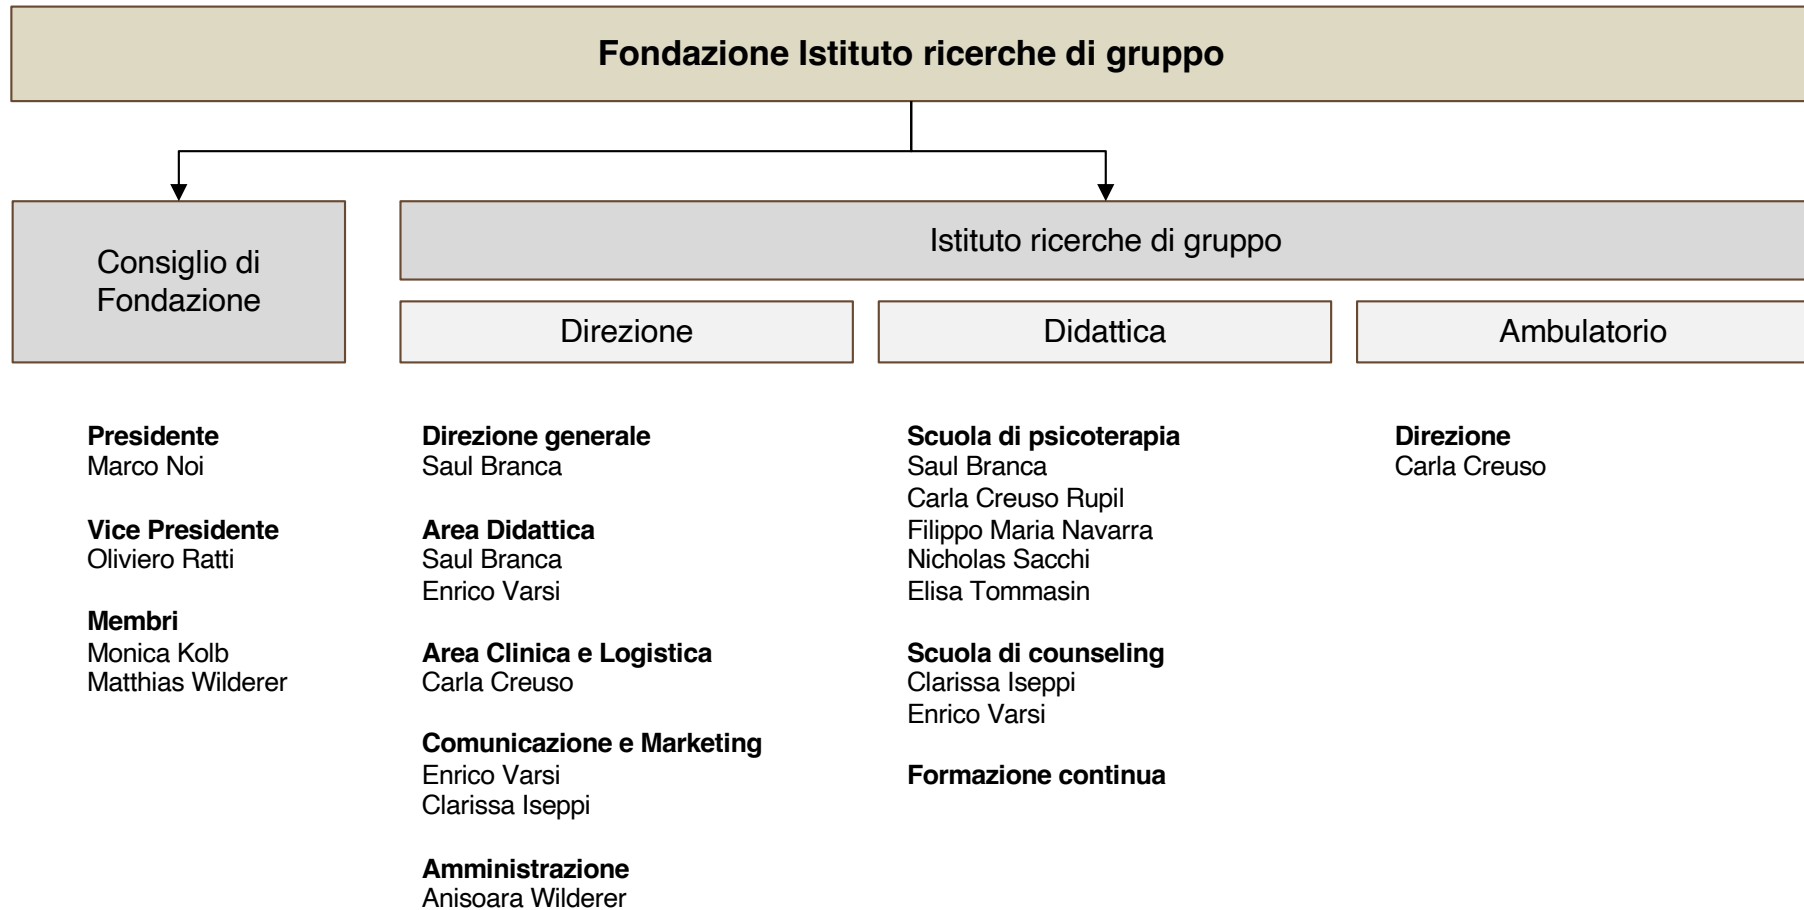 Fondazione Istituto ricerche di gruppo
Consiglio di
Fondazione
Istituto ricerche di gruppo
Direzione
Didattica
Ambulatorio
Presidente
Marco Noi
Vice Presidente
Oliviero Ratti
Membri
Monica Kolb
Matthias Wilderer
Direzione generale
Saul Branca
Area Didattica
Saul Branca
Enrico Varsi
Area Clinica e Logistica
Carla Creuso
Comunicazione e Marketing
Enrico Varsi
Clarissa Iseppi
Amministrazione
Anisoara Wilderer
Scuola di psicoterapia
Saul Branca
Carla Creuso Rupil
Filippo Maria Navarra
Nicholas Sacchi
Elisa Tommasin
Scuola di counseling
Clarissa Iseppi
Enrico Varsi
Formazione continua
Direzione
Carla Creuso